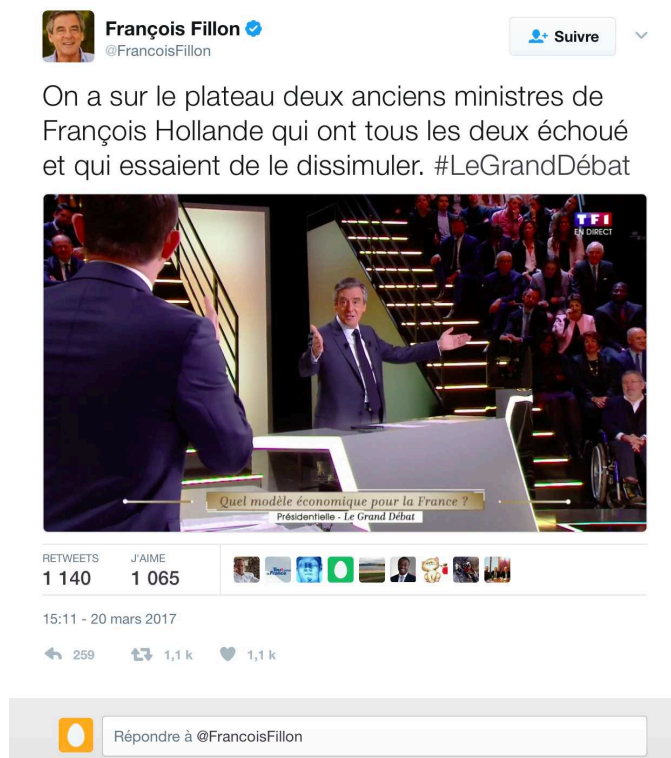 François Fillon
@FrancoisFillon
Suivre
On a sur le plateau deux anciens ministres de
François Hollande qui ont tous les deux échoué
et qui essaient de le dissimuler. #LeGrandDébat
TF1
EN DIRECT
Quel modèle économique pour la France ?
Présidentielle - Le Grand Débat
RETWEETS
1 140
J'AIME
1 065
15:11 - 20 mars 2017
259
1,1 k
1,1 k
Répondre à @FrancoisFillon